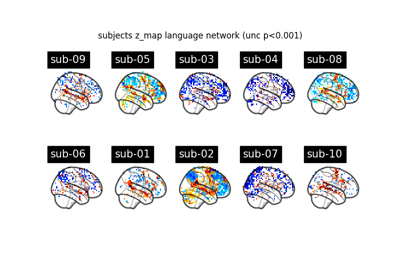 subjects z_map language network (unc p<0.001)
sub-09 sub-05 sub-03 sub-04 sub-08
sub-06 sub-01 sub-02 sub-07 sub-10